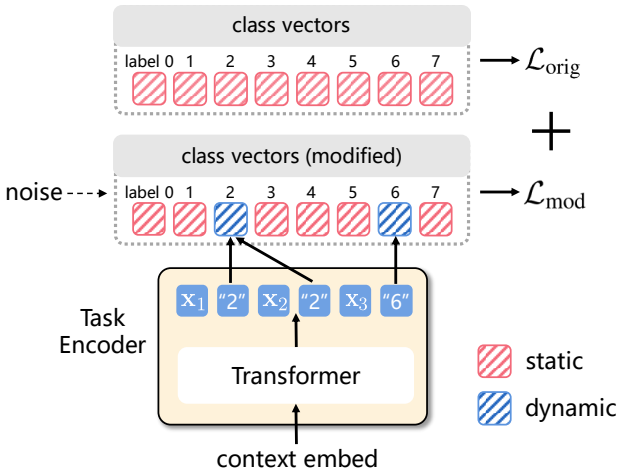 class vectors
label 0 1 2 3 4 5 6 7
ℒorig
+
class vectors (modified)
label 0 1 2 3 4 5 6 7
noise
ℒmod
x1 “2” x2 “2” x3 “6”
Task
Encoder
Transformer
static
dynamic
context embed